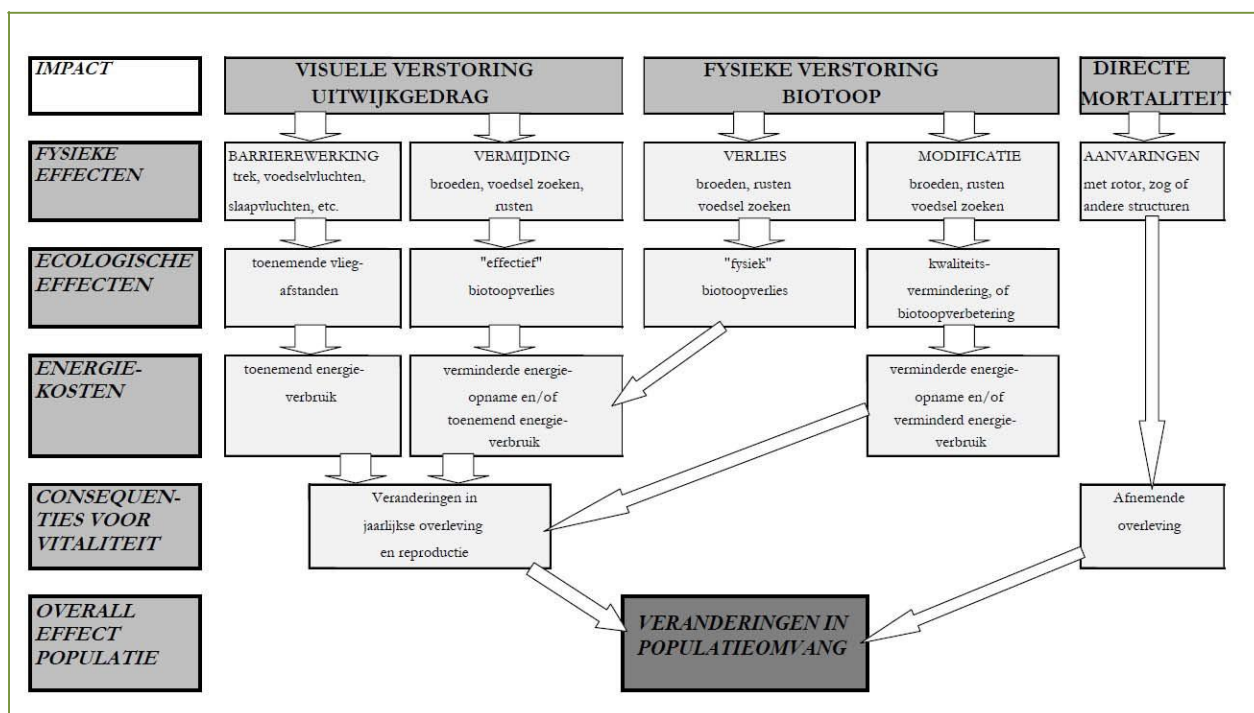 IMPACT
VISUELE VERSTORING
UITWIJKGEDRAG
FYSIEKE VERSTORING
BIOTOOP
DIRECTE
MORTALITEIT
FYSIEKE
EFFECTEN
BARRIEREWERKING
trek, voedselvluchten,
slaapvluchten, etc.
VERMIJDING
broeden, voedsel zoeken,
rusten
VERLIES
broeden, rusten
voedsel zoeken
MODIFICATIE
broeden, rusten
voedsel zoeken
AANVARINGEN
met rotor, zog of
andere structuren
ECOLOGISCHE
EFFECTEN
toenemende vlieg-
afstanden
"effectief"
biotoopverlies
"fysiek"
biotoopverlies
kwaliteits-
vermindering, of
biotoopverbetering
ENERGIE-
KOSTEN
toenemend energie-
verbruik
verminderde energie-
opname en/of
toenemend energie-
verbruik
verminderde energie-
opname en/of
verminderd energie-
verbruik
CONSEQUEN-
TIES VOOR
VITALITEIT
Veranderingen in
jaarlijkse overleving
en reproductie
Afnemende
overleving
OVERALL
EFFECT
POPULATIE
VERANDERINGEN IN
POPULATIEOMVANG